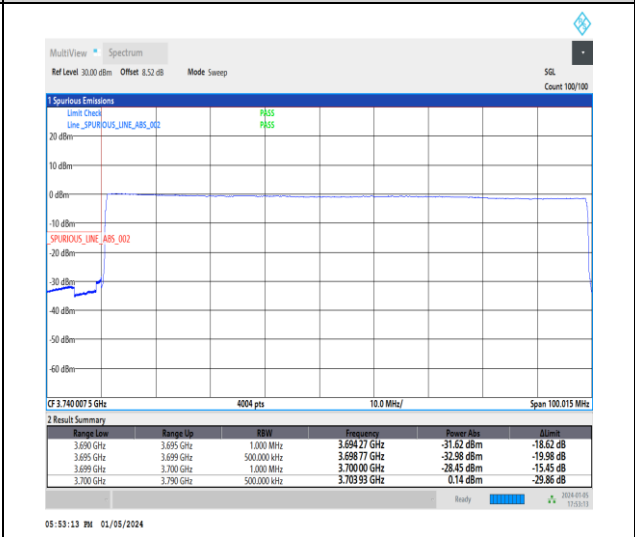 MultiView Spectrum
Ref Level 30.00 dBm Offset 8.52 dB Mode Sweep SGL
Count 100/100
1 Spurious Emissions
Limit Check PASS
Line _SPURIOUS_LINE_ABS_002 PASS
20 dBm
10 dBm
0 dBm
-10 dBm
_SPURIOUS_LINE_ABS_002
-20 dBm
-30 dBm
-40 dBm
-50 dBm
-60 dBm
CF 3.740 007 5 GHz 4004 pts 10.0 MHz/ Span 100.015 MHz
2 Result Summary
Range Low Range Up RBW Frequency Power Abs ΔLimit
3.690 GHz 3.695 GHz 1.000 MHz 3.694 27 GHz -31.62 dBm -18.62 dB
3.695 GHz 3.699 GHz 500.000 kHz 3.698 77 GHz -32.98 dBm -19.98 dB
3.699 GHz 3.700 GHz 1.000 MHz 3.700 00 GHz -28.45 dBm -15.45 dB
3.700 GHz 3.790 GHz 500.000 kHz 3.703 93 GHz 0.14 dBm -29.86 dB
Ready 2024-01-05
17:53:13
05:53:13 PM 01/05/2024